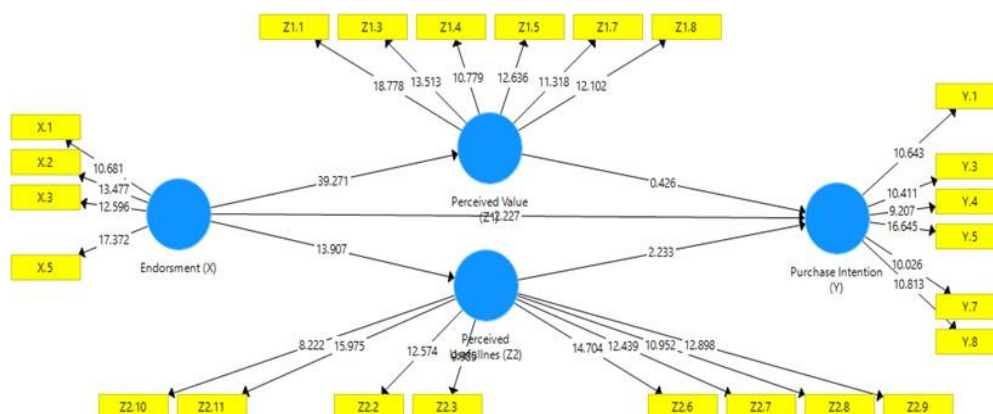 Z1.1 Z1.3 Z1.4 Z1.5 Z1.7 Z1.8
18.778 13.513 10.779 12.636 11.318 12.102
X.1
X.2
X.3
X.5
10.681
13.477
12.596
17.372
39.271
0.426
Perceived Value
(Z1)
2.227
Endorsment (X)
13.907
2.233
Purchase Intention
(Y)
Y.1
Y.3
Y.4
Y.5
Y.7
Y.8
10.643
10.411
9.207
16.645
10.026
10.813
Perceived
(Z2)
8.222 15.975 12.574 14.704 12.439 10.952 12.898
Z2.10 Z2.11 Z2.2 Z2.3 Z2.6 Z2.7 Z2.8 Z2.9